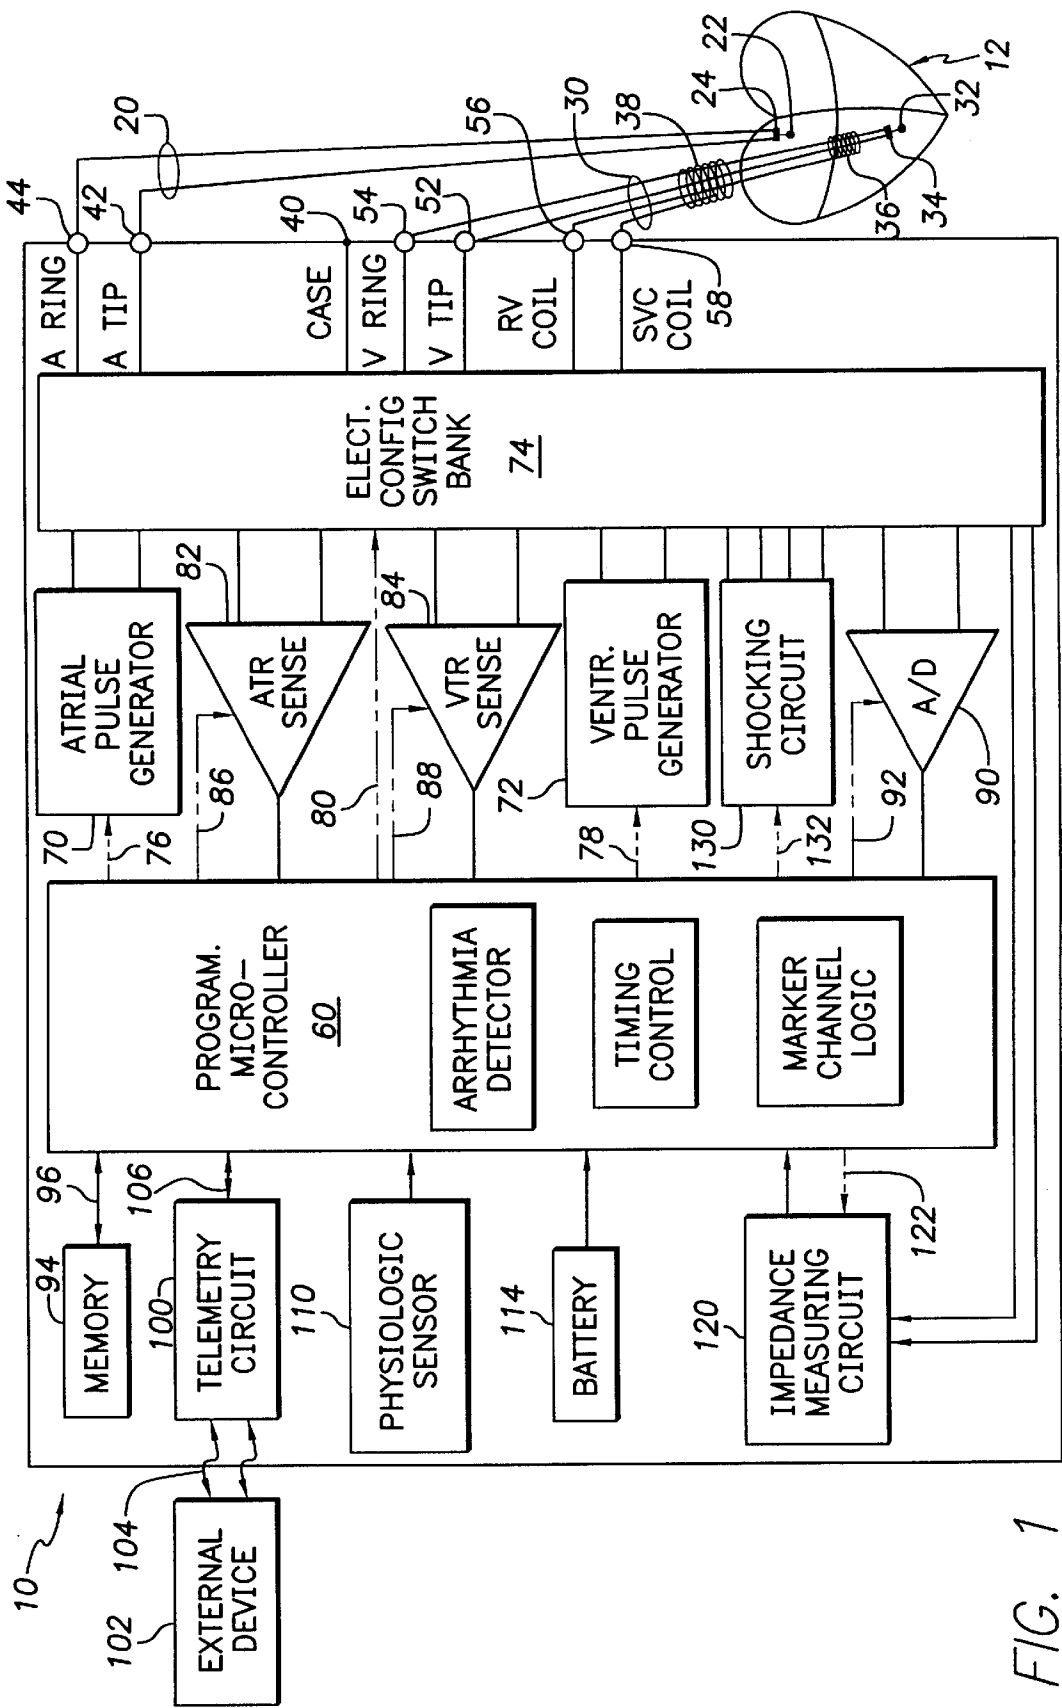 10
102
EXTERNAL
DEVICE
104
94
MEMORY
96
100
TELEMETRY
CIRCUIT
106
110
PHYSIOLOGIC
SENSOR
114
BATTERY
120
IMPEDANCE
MEASURING
CIRCUIT
122
PROGRAM.
MICRO-
CONTROLLER
60
ARRHYTHMIA
DETECTOR
TIMING
CONTROL
MARKER
CHANNEL
LOGIC
70
76
ATRIAL
PULSE
GENERATOR
86
ATR
SENSE
82
80
88
VTR
SENSE
84
72
78
VENTR.
PULSE
GENERATOR
130
132
SHOCKING
CIRCUIT
92
A/D
90
ELECT.
CONFIG
SWITCH
BANK
74
A RING
44
A TIP
42
CASE
40
V RING
54
V TIP
52
RV
COIL
56
SVC
COIL
58
20
30
38
24
22
36
34
32
12
FIG. 1